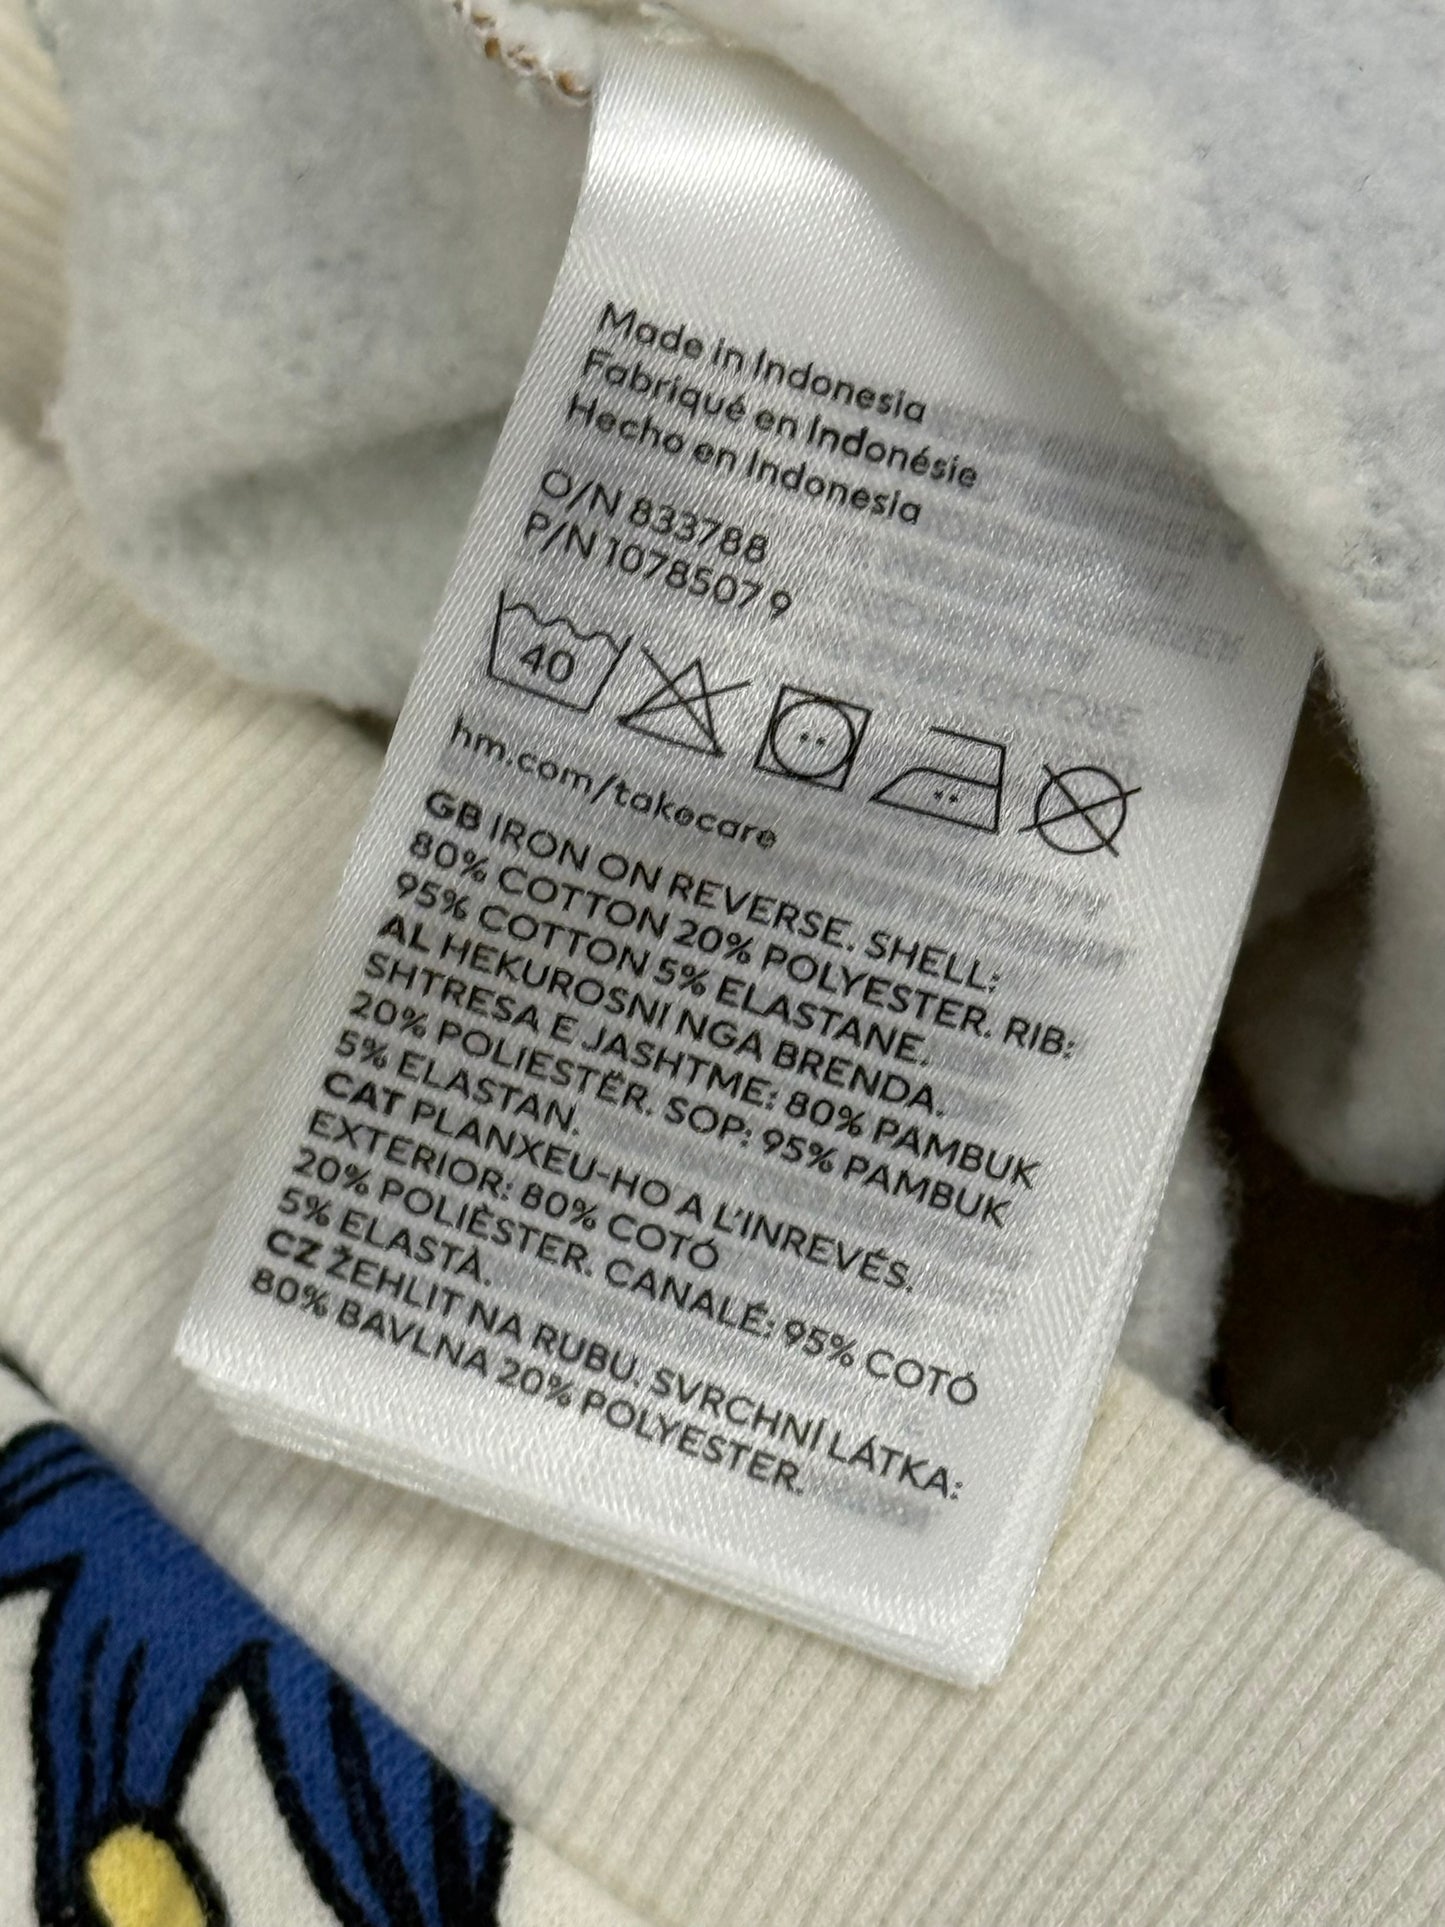 Made in Indonesia
Fabriqué en Indonésie
Hecho en Indonesia
O/N 833788
P/N 1078507 9
40
hm.com/takecare
GB IRON ON REVERSE. SHELL:
80% COTTON 20% POLYESTER. RIB:
95% COTTON 5% ELASTANE.
AL HEKUROSNI NGA BRENDA.
SHTRESA E JASHTME: 80% PAMBUK
20% POLIESTËR. SOP: 95% PAMBUK
5% ELASTAN.
CAT PLANXEU-HO A L'INREVÉS.
EXTERIOR: 80% COTÓ
20% POLIÈSTER. CANALÉ: 95% COTÓ
5% ELASTÀ.
CZ ŽEHLIT NA RUBU. SVRCHNÍ LÁTKA:
80% BAVLNA 20% POLYESTER.